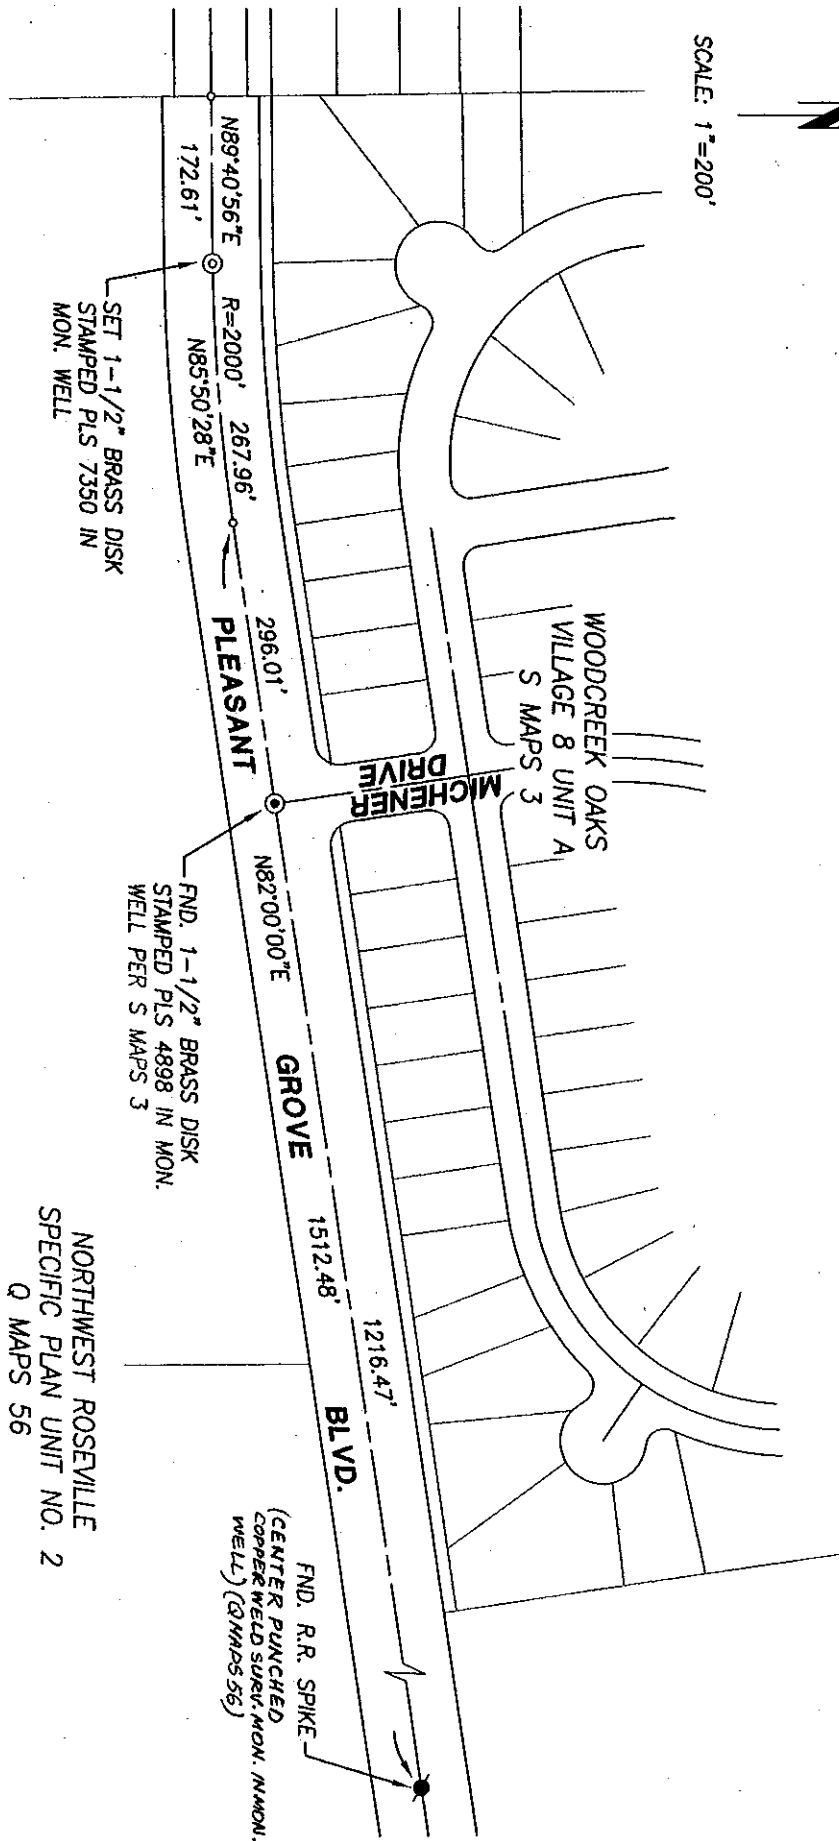 SCALE: 1"=200'
WOODCREEK OAKS
VILLAGE 8 UNIT A
S MAPS 3
MICHENER
DRIVE
N89°40'56"E
172.61'
R=2000'
267.96'
N85°50'28"E
296.01'
N82°00'00"E
1216.47'
1512.48'
PLEASANT
GROVE
BLVD.
SET 1-1/2" BRASS DISK
STAMPED PLS 7350 IN
MON. WELL
FND. 1-1/2" BRASS DISK
STAMPED PLS 4898 IN MON.
WELL PER S MAPS 3
FND. R.R. SPIKE
(CENTER PUNCHED
COPPERWELD SURV. MON. IN MON.
WELL) (Q MAPS 56)
NORTHWEST ROSEVILLE
SPECIFIC PLAN UNIT NO. 2
Q MAPS 56